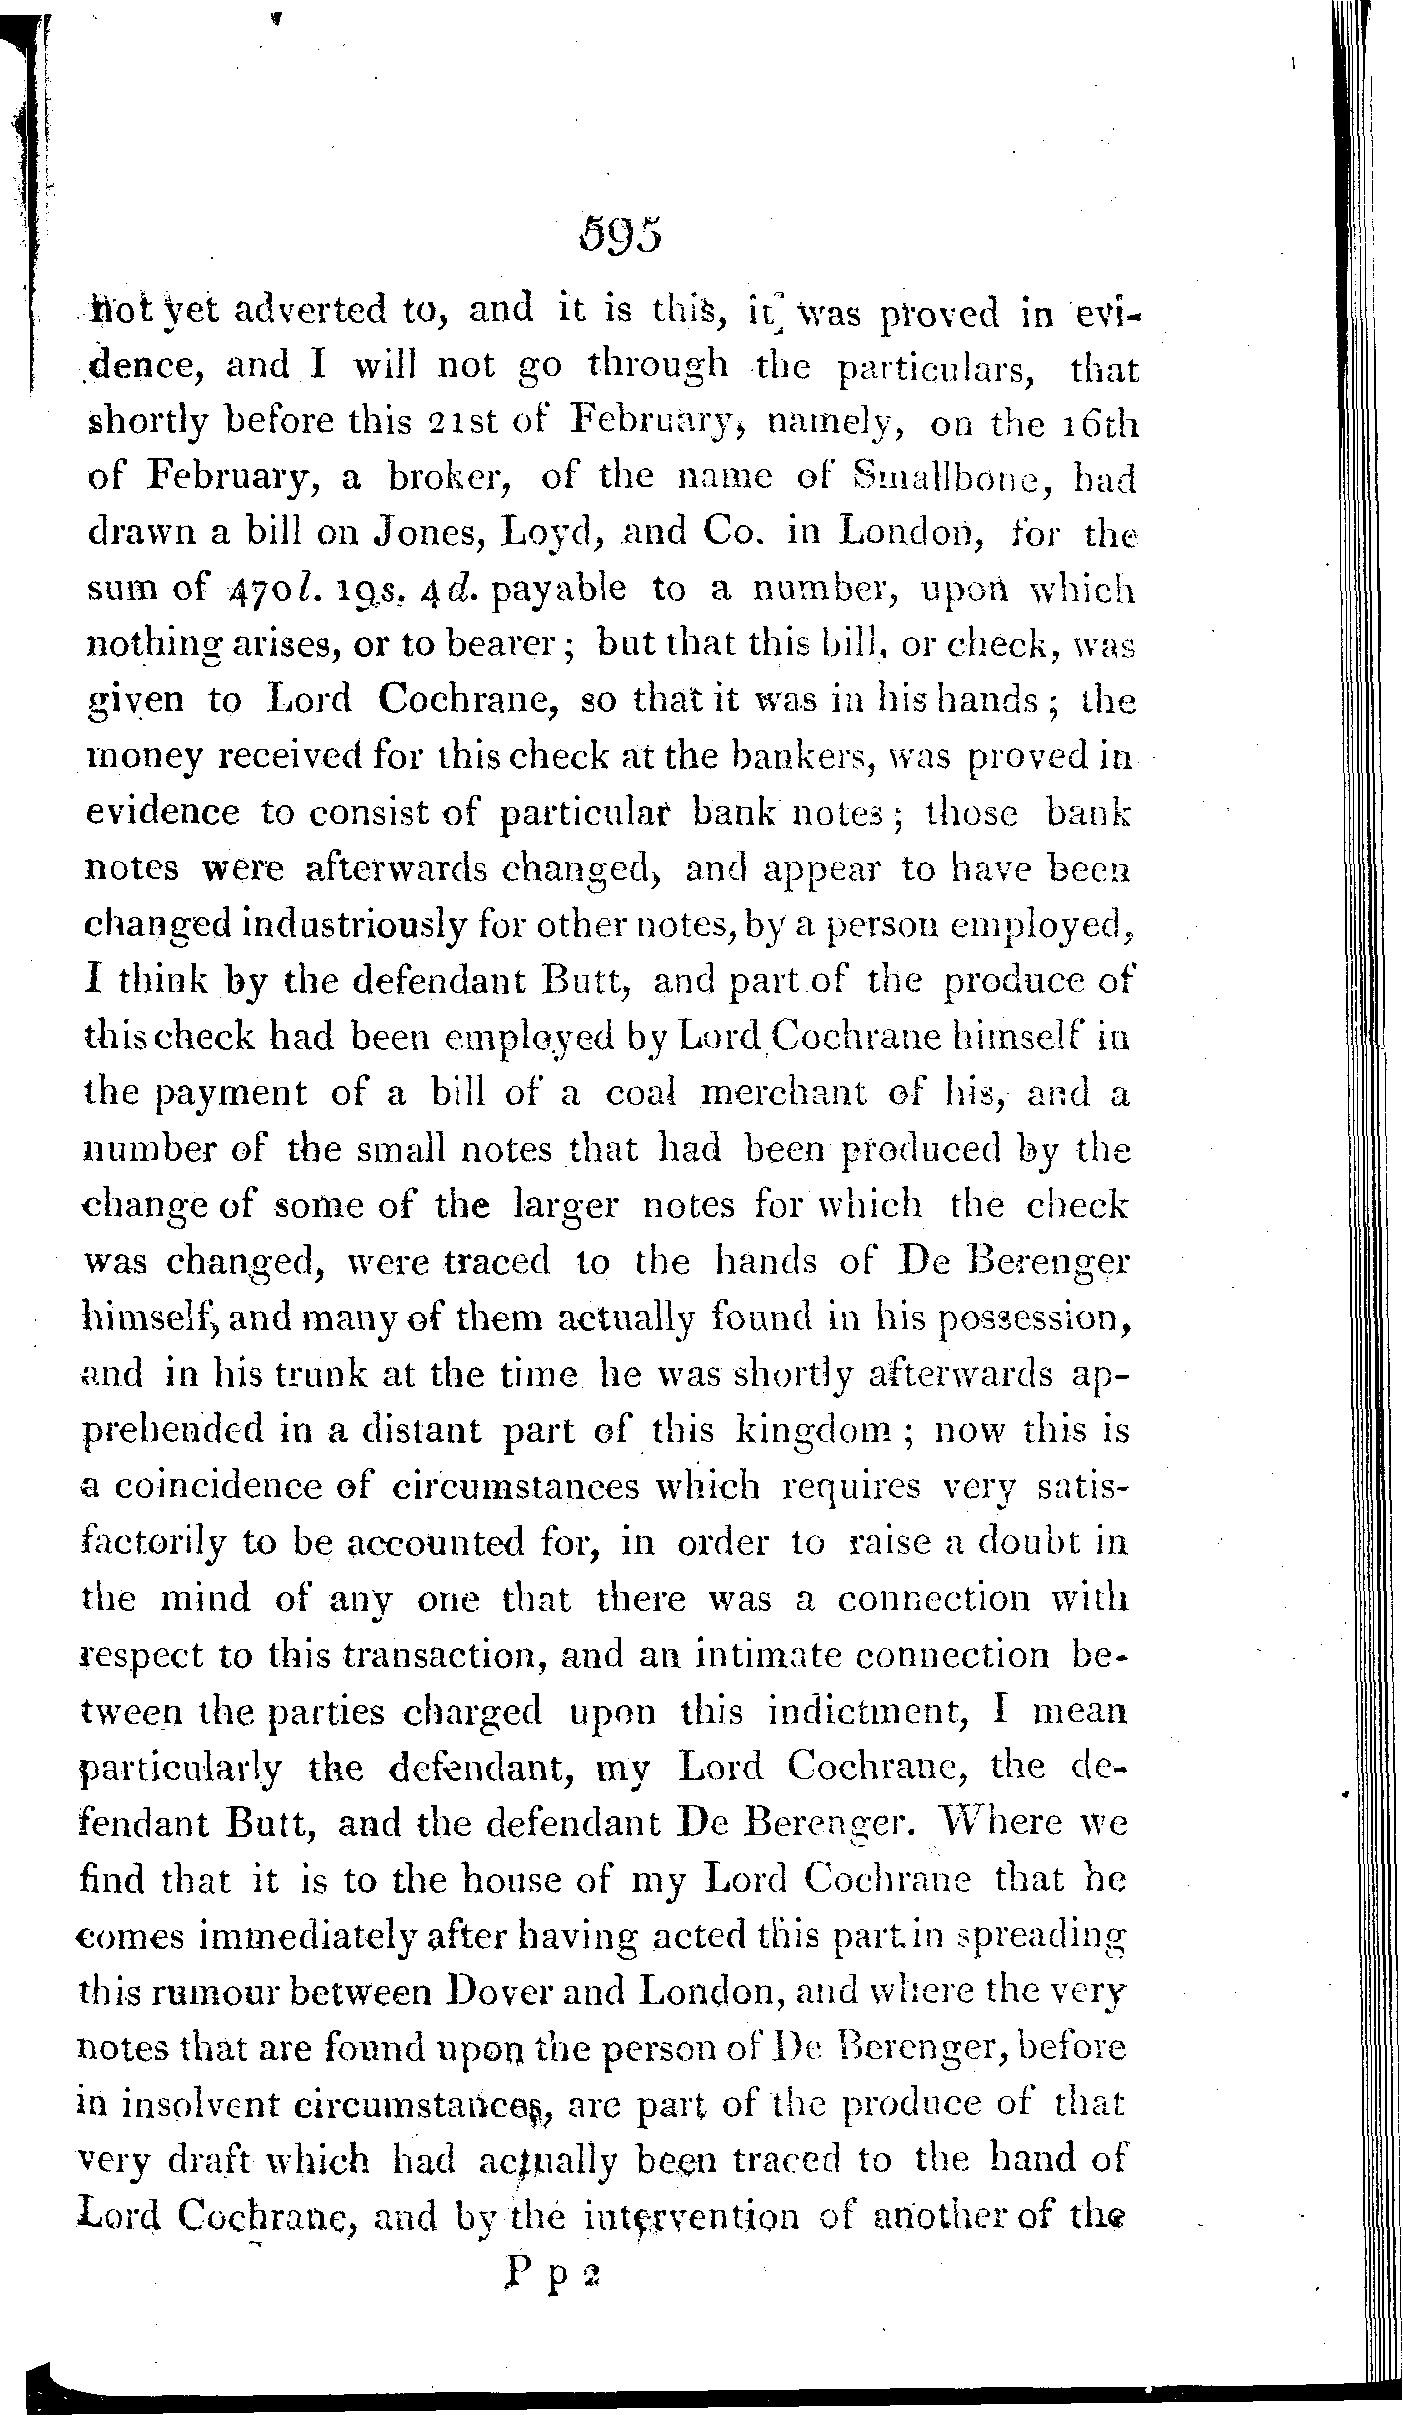 595
not yet adverted to, and it is this, it was proved in evi-
dence, and I will not go through the particulars, that
shortly before this 21st of February, namely, on the 16th
of February, a broker, of the name of Smallbone, had
drawn a bill on Jones, Loyd, and Co. in London, for the
sum of 470l. 19s. 4d. payable to a number, upon which
nothing arises, or to bearer; but that this bill, or check, was
given to Lord Cochrane, so that it was in his hands; the
money received for this check at the bankers, was proved in
evidence to consist of particular bank notes; those bank
notes were afterwards changed, and appear to have been
changed industriously for other notes, by a person employed,
I think by the defendant Butt, and part of the produce of
this check had been employed by Lord Cochrane himself in
the payment of a bill of a coal merchant of his, and a
number of the small notes that had been produced by the
change of some of the larger notes for which the check
was changed, were traced to the hands of De Berenger
himself, and many of them actually found in his possession,
and in his trunk at the time he was shortly afterwards ap-
prehended in a distant part of this kingdom; now this is
a coincidence of circumstances which requires very satis-
factorily to be accounted for, in order to raise a doubt in
the mind of any one that there was a connection with
respect to this transaction, and an intimate connection be-
tween the parties charged upon this indictment, I mean
particularly the defendant, my Lord Cochrane, the de-
fendant Butt, and the defendant De Berenger. Where we
find that it is to the house of my Lord Cochrane that he
comes immediately after having acted this part in spreading
this rumour between Dover and London, and where the very
notes that are found upon the person of De Berenger, before
in insolvent circumstances, are part of the produce of that
very draft which had actually been traced to the hand of
Lord Cochrane, and by the intervention of another of the
P p 2